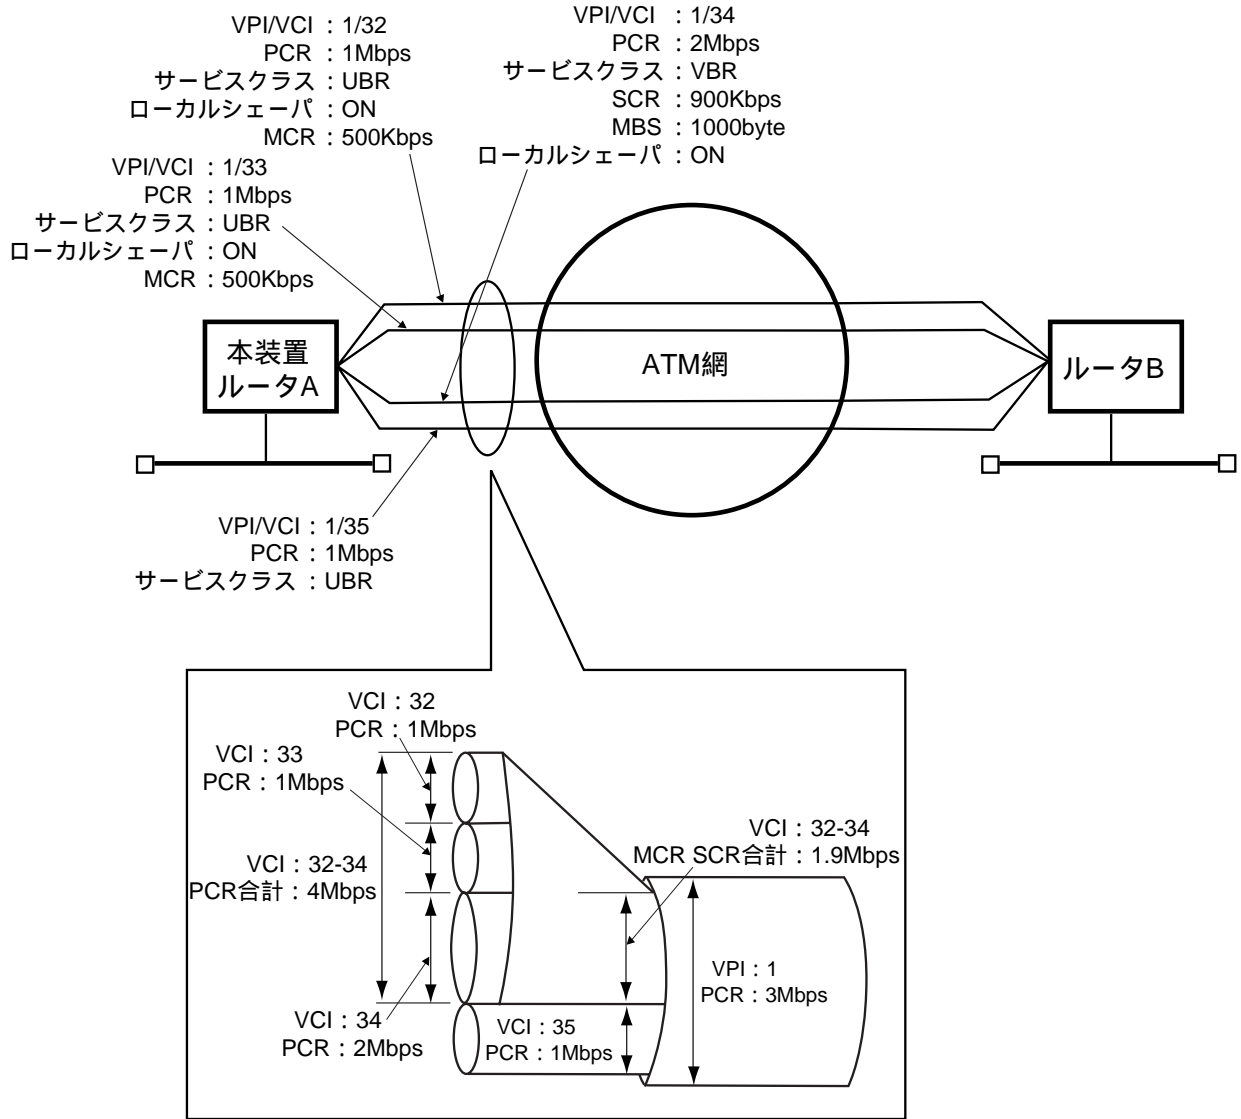 VPI/VCI：1/32
PCR：1Mbps
サービスクラス：UBR
ローカルシェーパ：ON
MCR：500Kbps
VPI/VCI：1/34
PCR：2Mbps
サービスクラス：VBR
SCR：900Kbps
MBS：1000byte
ローカルシェーパ：ON
VPI/VCI：1/33
PCR：1Mbps
サービスクラス：UBR
ローカルシェーパ：ON
MCR：500Kbps
本装置
ルータA
ATM網
ルータB
VPI/VCI：1/35
PCR：1Mbps
サービスクラス：UBR
VCI：32
PCR：1Mbps
VCI：33
PCR：1Mbps
VCI：32-34
PCR合計：4Mbps
VCI：32-34
MCR SCR合計：1.9Mbps
VPI：1
PCR：3Mbps
VCI：34
PCR：2Mbps
VCI：35
PCR：1Mbps